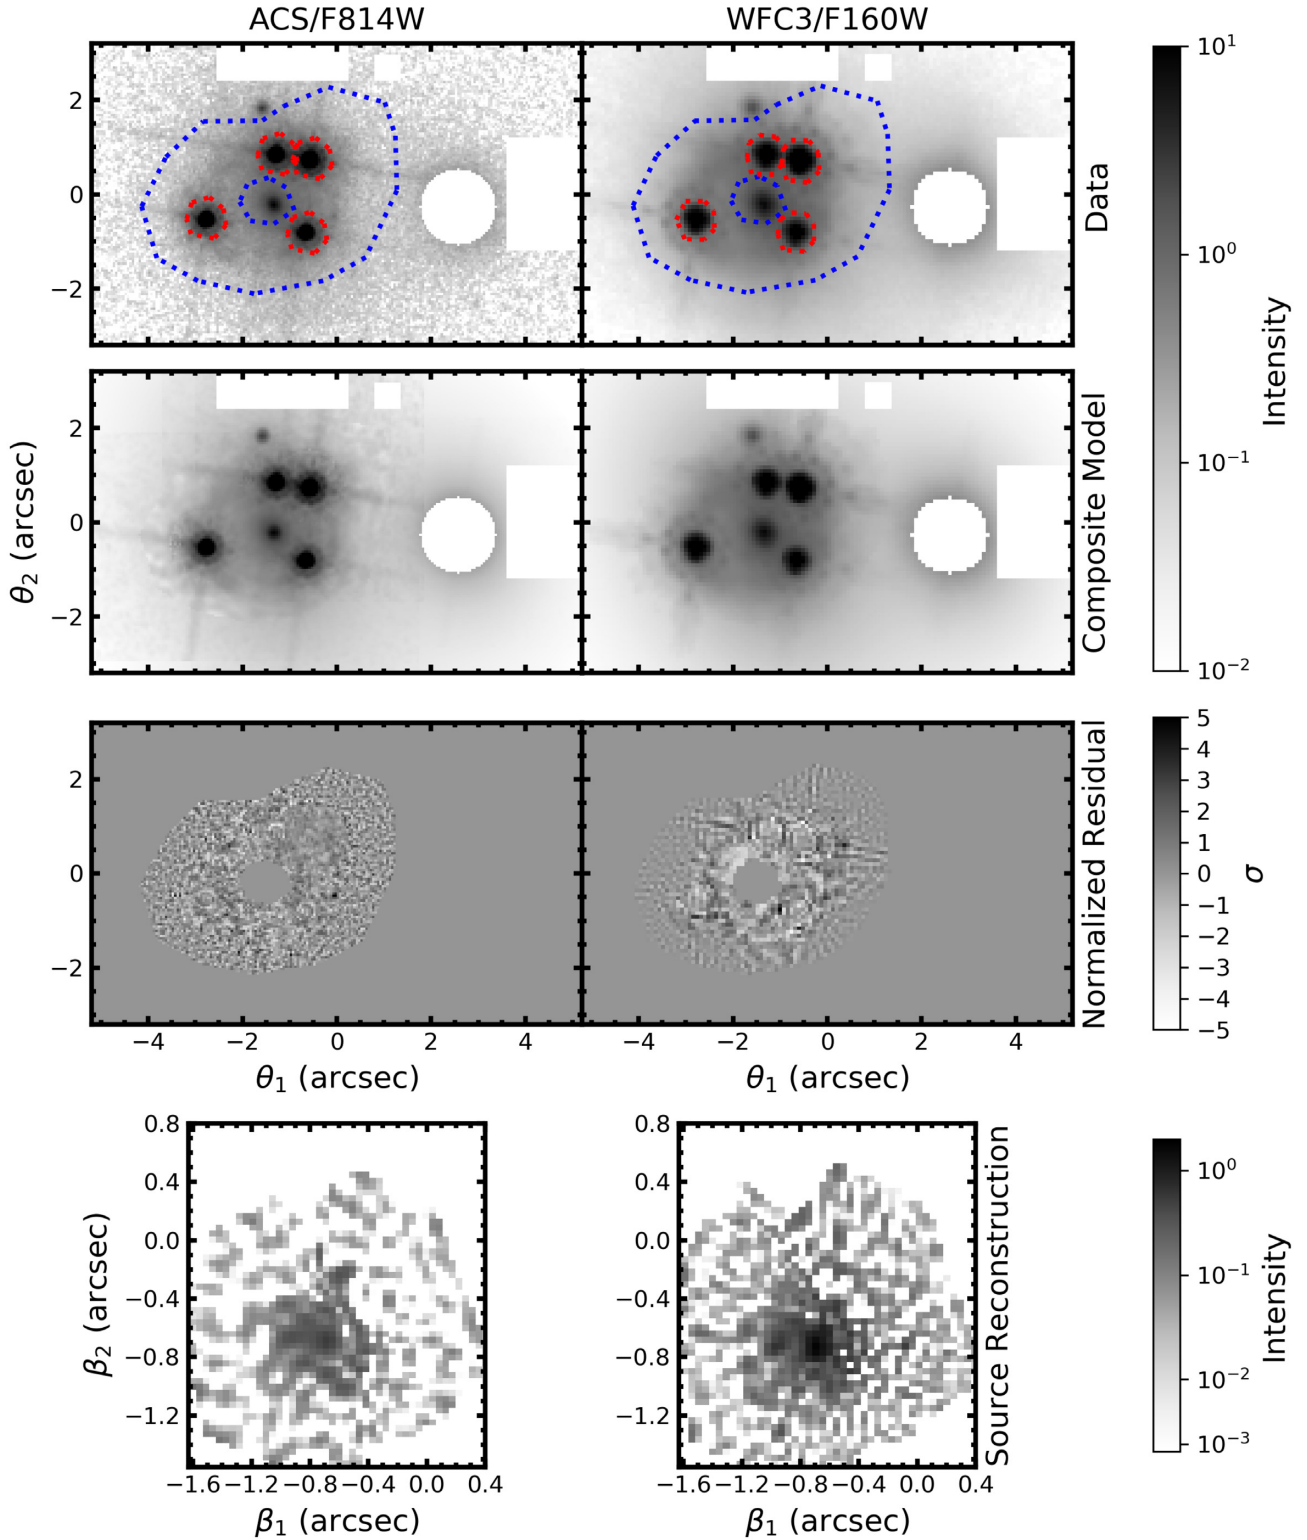 ACS/F814W
WFC3/F160W
2
0
−2
Data
10¹
10⁰
10⁻¹
10⁻²
Intensity
2
0
−2
θ₂ (arcsec)
Composite Model
2
0
−2
Normalized Residual
5
4
3
2
1
0
−1
−2
−3
−4
−5
σ
−4 −2 0 2 4
−4 −2 0 2 4
θ₁ (arcsec)
θ₁ (arcsec)
0.8
0.4
0.0
−0.4
−0.8
−1.2
β₂ (arcsec)
0.8
0.4
0.0
−0.4
−0.8
−1.2
Source Reconstruction
10⁰
10⁻¹
10⁻²
10⁻³
Intensity
−1.6 −1.2 −0.8 −0.4 0.0 0.4
−1.6 −1.2 −0.8 −0.4 0.0 0.4
β₁ (arcsec)
β₁ (arcsec)